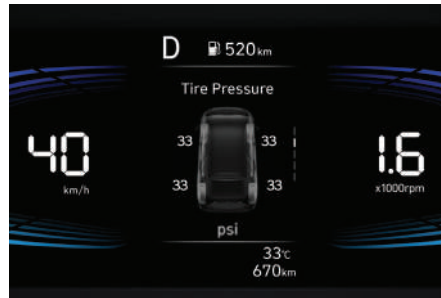 D 520km
Tire Pressure
33 33
40 1.6
km/h x1000rpm
33 33
psi
33℃
670km